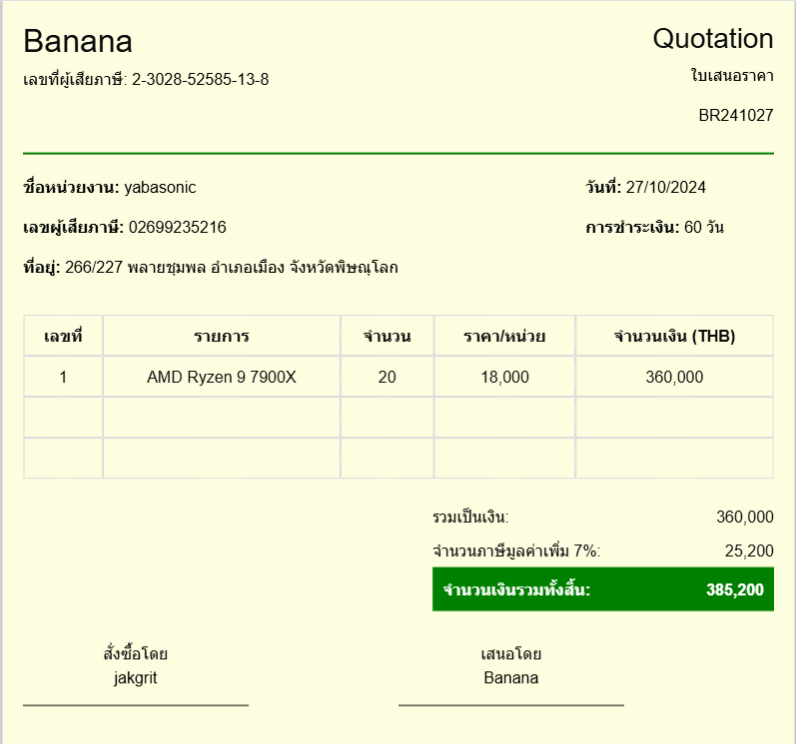 Banana
Quotation
เลขที่ผู้เสียภาษี: 2-3028-52585-13-8
ใบเสนอราคา
BR241027
ชื่อหน่วยงาน: yabasonic
วันที่: 27/10/2024
เลขผู้เสียภาษี: 02699235216
การชำระเงิน: 60 วัน
ที่อยู่: 266/227 พลายชุมพล อำเภอเมือง จังหวัดพิษณุโลก
เลขที่ รายการ จำนวน ราคา/หน่วย จำนวนเงิน (THB)
1 AMD Ryzen 9 7900X 20 18,000 360,000
รวมเป็นเงิน: 360,000
จำนวนภาษีมูลค่าเพิ่ม 7%: 25,200
จำนวนเงินรวมทั้งสิ้น: 385,200
สั่งซื้อโดย เสนอโดย
jakgrit Banana